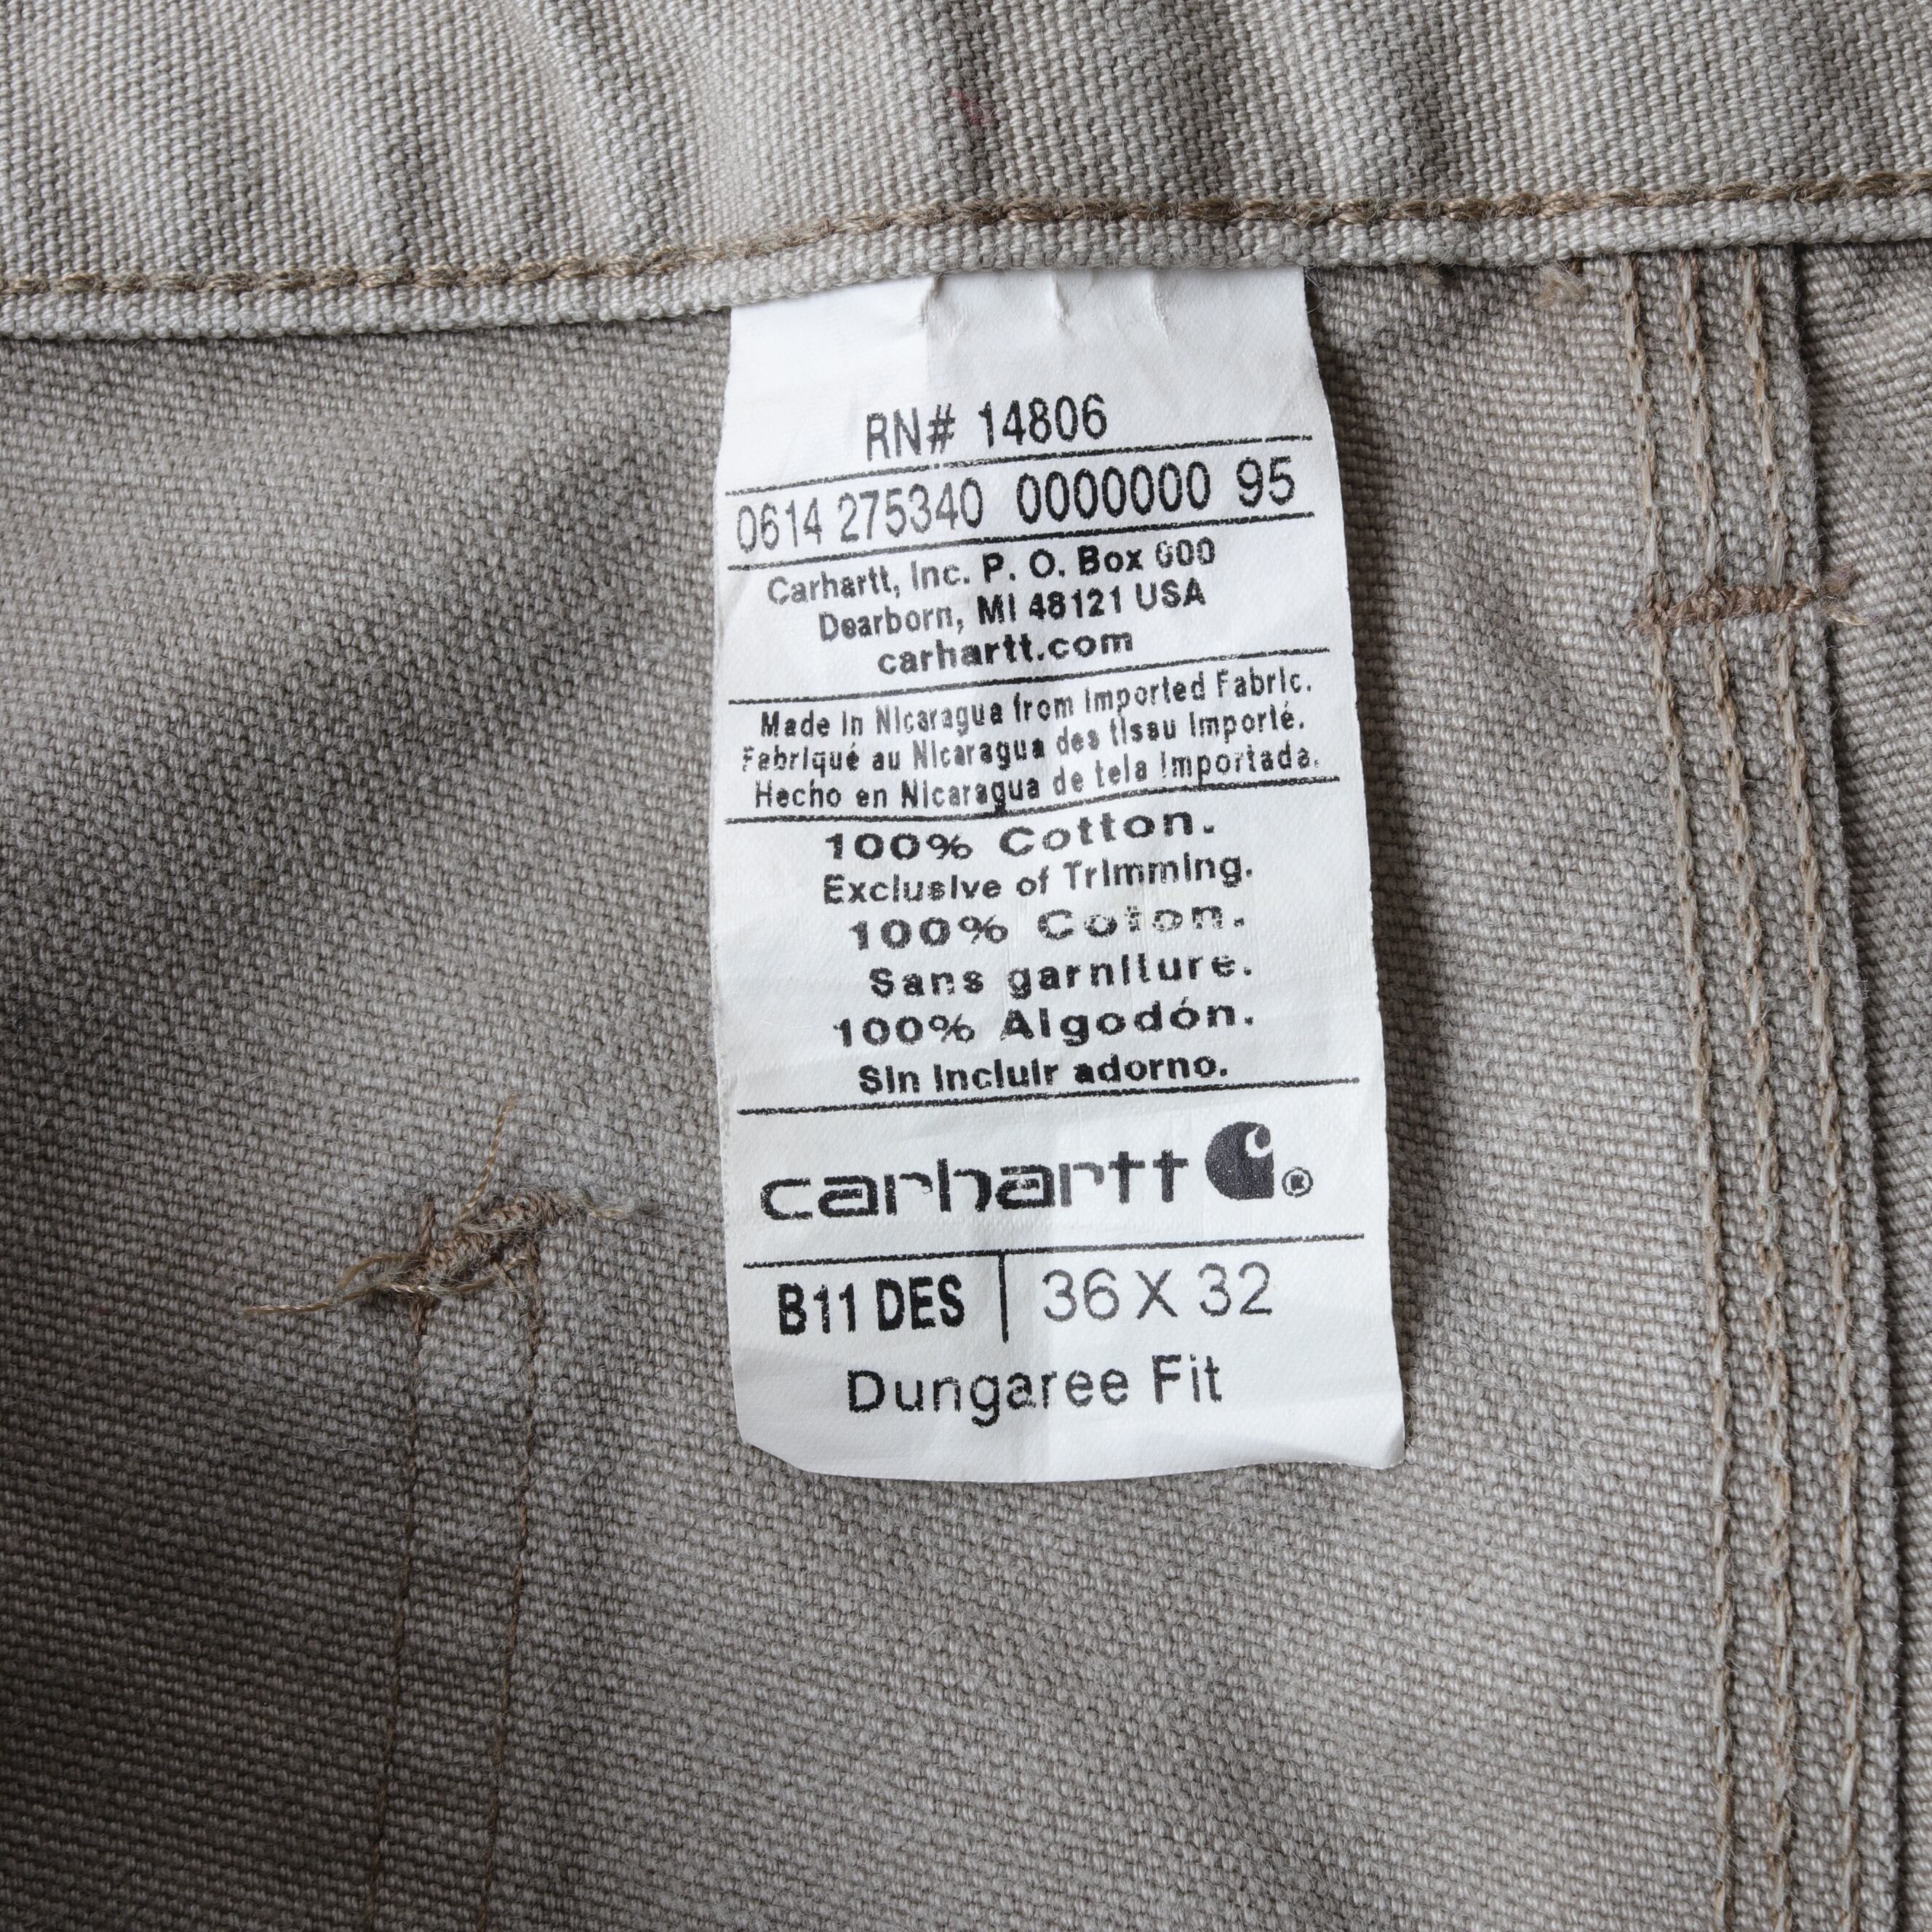 RN# 14806
0614 275340 0000000 95
Carhartt, Inc. P. O. Box 600
Dearborn, MI 48121 USA
carhartt.com
Made in Nicaragua from Imported Fabric.
Fabriqué au Nicaragua des tissu Importé.
Hecho en Nicaragua de tela Importada.
100% Cotton.
Exclusive of Trimming.
100% Coton.
Sans garniture.
100% Algodón.
Sin incluir adorno.
carhartt ®
B11 DES | 36 X 32
Dungaree Fit